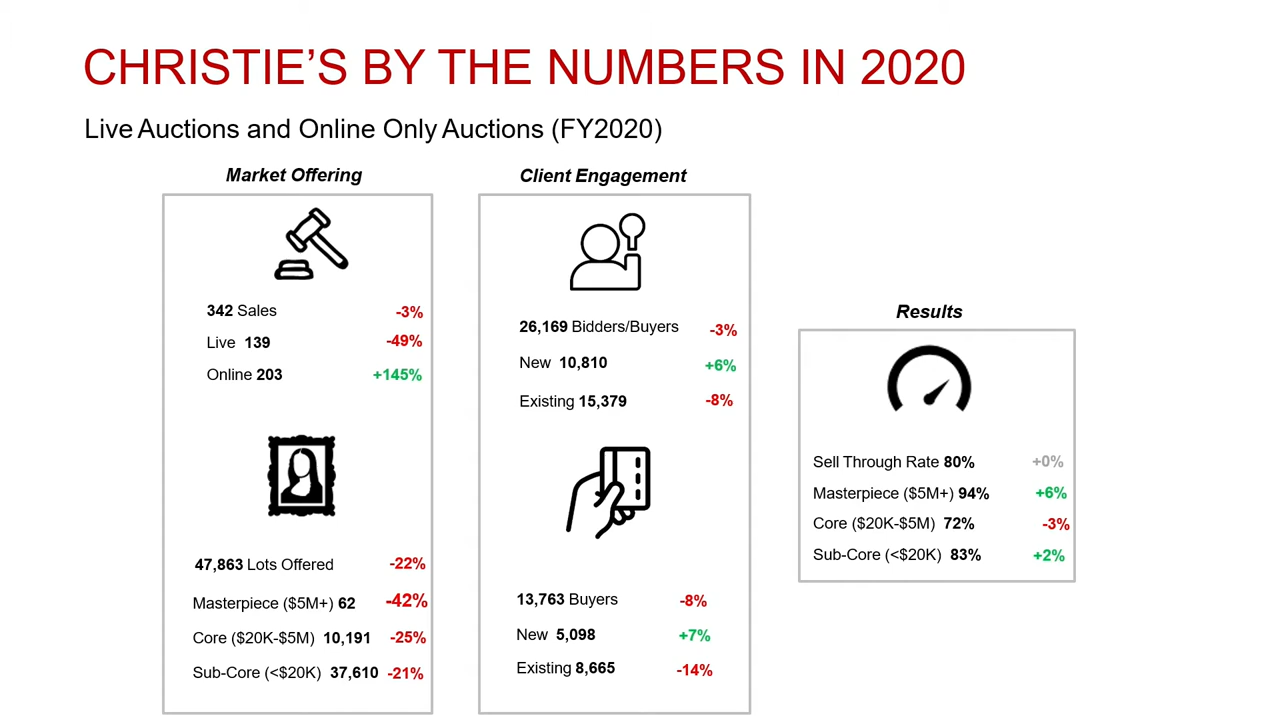 CHRISTIE'S BY THE NUMBERS IN 2020
Live Auctions and Online Only Auctions (FY2020)
Market Offering
342 Sales -3%
Live 139 -49%
Online 203 +145%
47,863 Lots Offered -22%
Masterpiece ($5M+) 62 -42%
Core ($20K-$5M) 10,191 -25%
Sub-Core (<$20K) 37,610 -21%
Client Engagement
26,169 Bidders/Buyers -3%
New 10,810 +6%
Existing 15,379 -8%
13,763 Buyers -8%
New 5,098 +7%
Existing 8,665 -14%
Results
Sell Through Rate 80% +0%
Masterpiece ($5M+) 94% +6%
Core ($20K-$5M) 72% -3%
Sub-Core (<$20K) 83% +2%